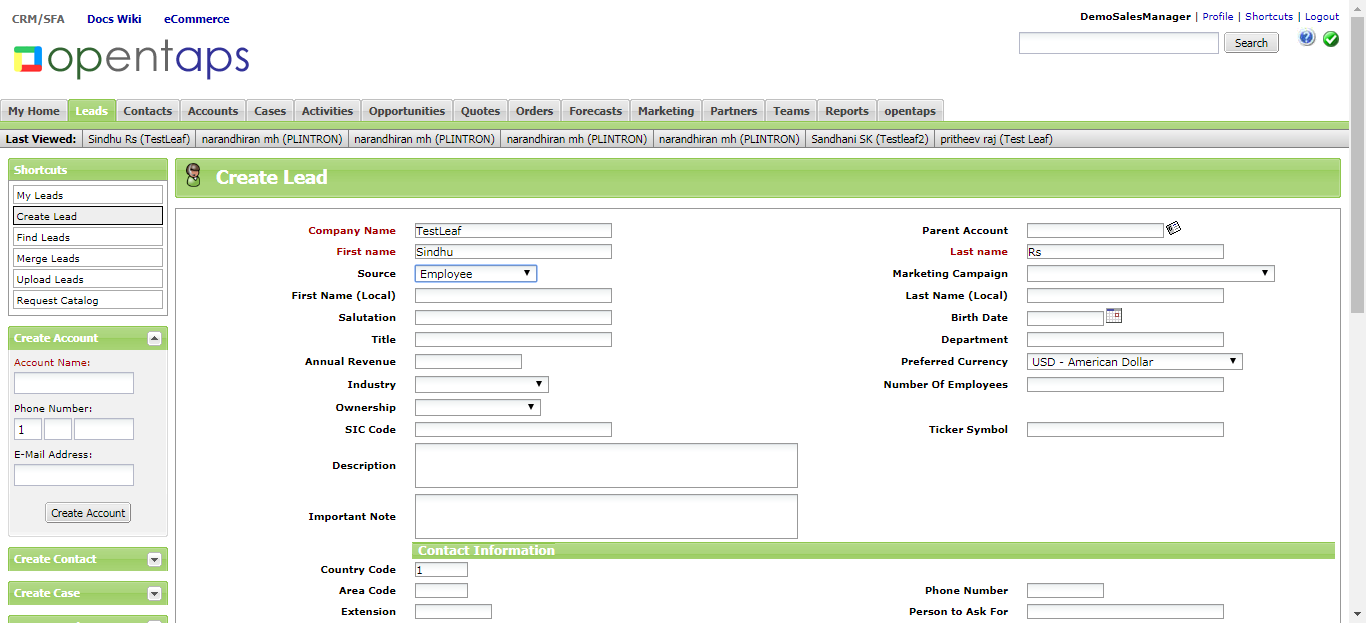 CRM/SFA Docs Wiki eCommerce
DemoSalesManager | Profile | Shortcuts | Logout
opentaps
Search
My Home Leads Contacts Accounts Cases Activities Opportunities Quotes Orders Forecasts Marketing Partners Teams Reports opentaps
Last Viewed: Sindhu Rs (TestLeaf) narandhiran mh (PLINTRON) narandhiran mh (PLINTRON) narandhiran mh (PLINTRON) narandhiran mh (PLINTRON) Sandhani SK (Testleaf2) pritheev raj (Test Leaf)
Shortcuts
My Leads
Create Lead
Find Leads
Merge Leads
Upload Leads
Request Catalog
Create Account
Account Name:
Phone Number:
1
E-Mail Address:
Create Account
Create Contact
Create Case
Create Lead
Company Name TestLeaf Parent Account
First name Sindhu Last name Rs
Source Employee Marketing Campaign
First Name (Local) Last Name (Local)
Salutation Birth Date
Title Department
Annual Revenue Preferred Currency USD - American Dollar
Industry Number Of Employees
Ownership
SIC Code Ticker Symbol
Description
Important Note
Contact Information
Country Code 1
Area Code Phone Number
Extension Person to Ask For